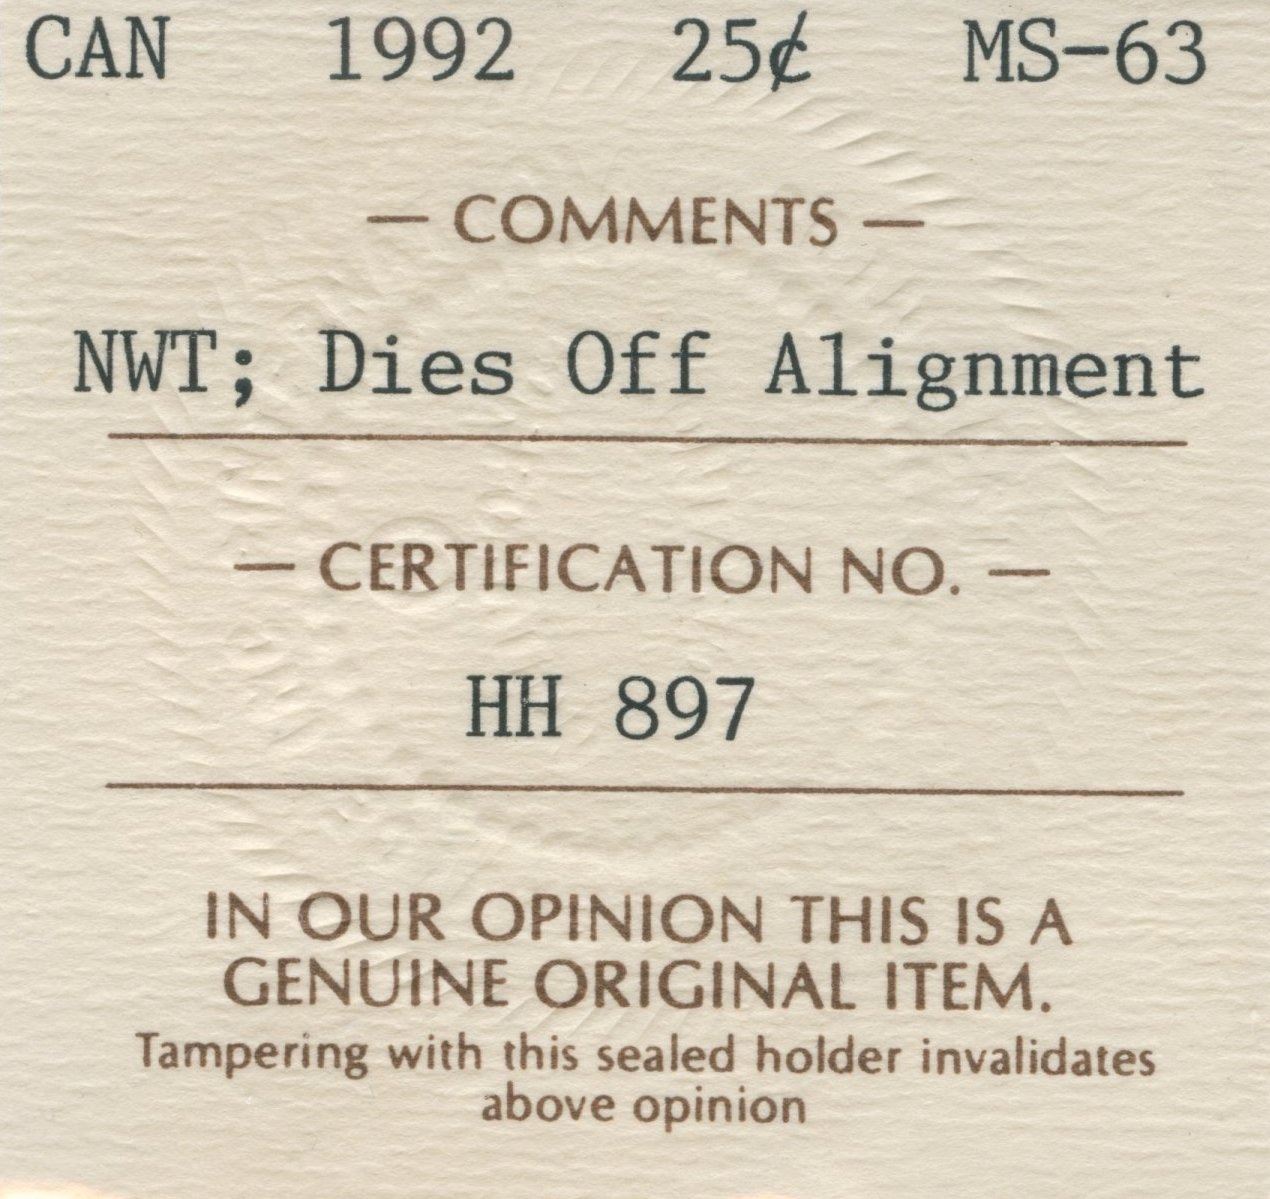 CAN 1992 25¢ MS-63
— COMMENTS —
NWT; Dies Off Alignment
— CERTIFICATION NO. —
HH 897
IN OUR OPINION THIS IS A
GENUINE ORIGINAL ITEM.
Tampering with this sealed holder invalidates
above opinion